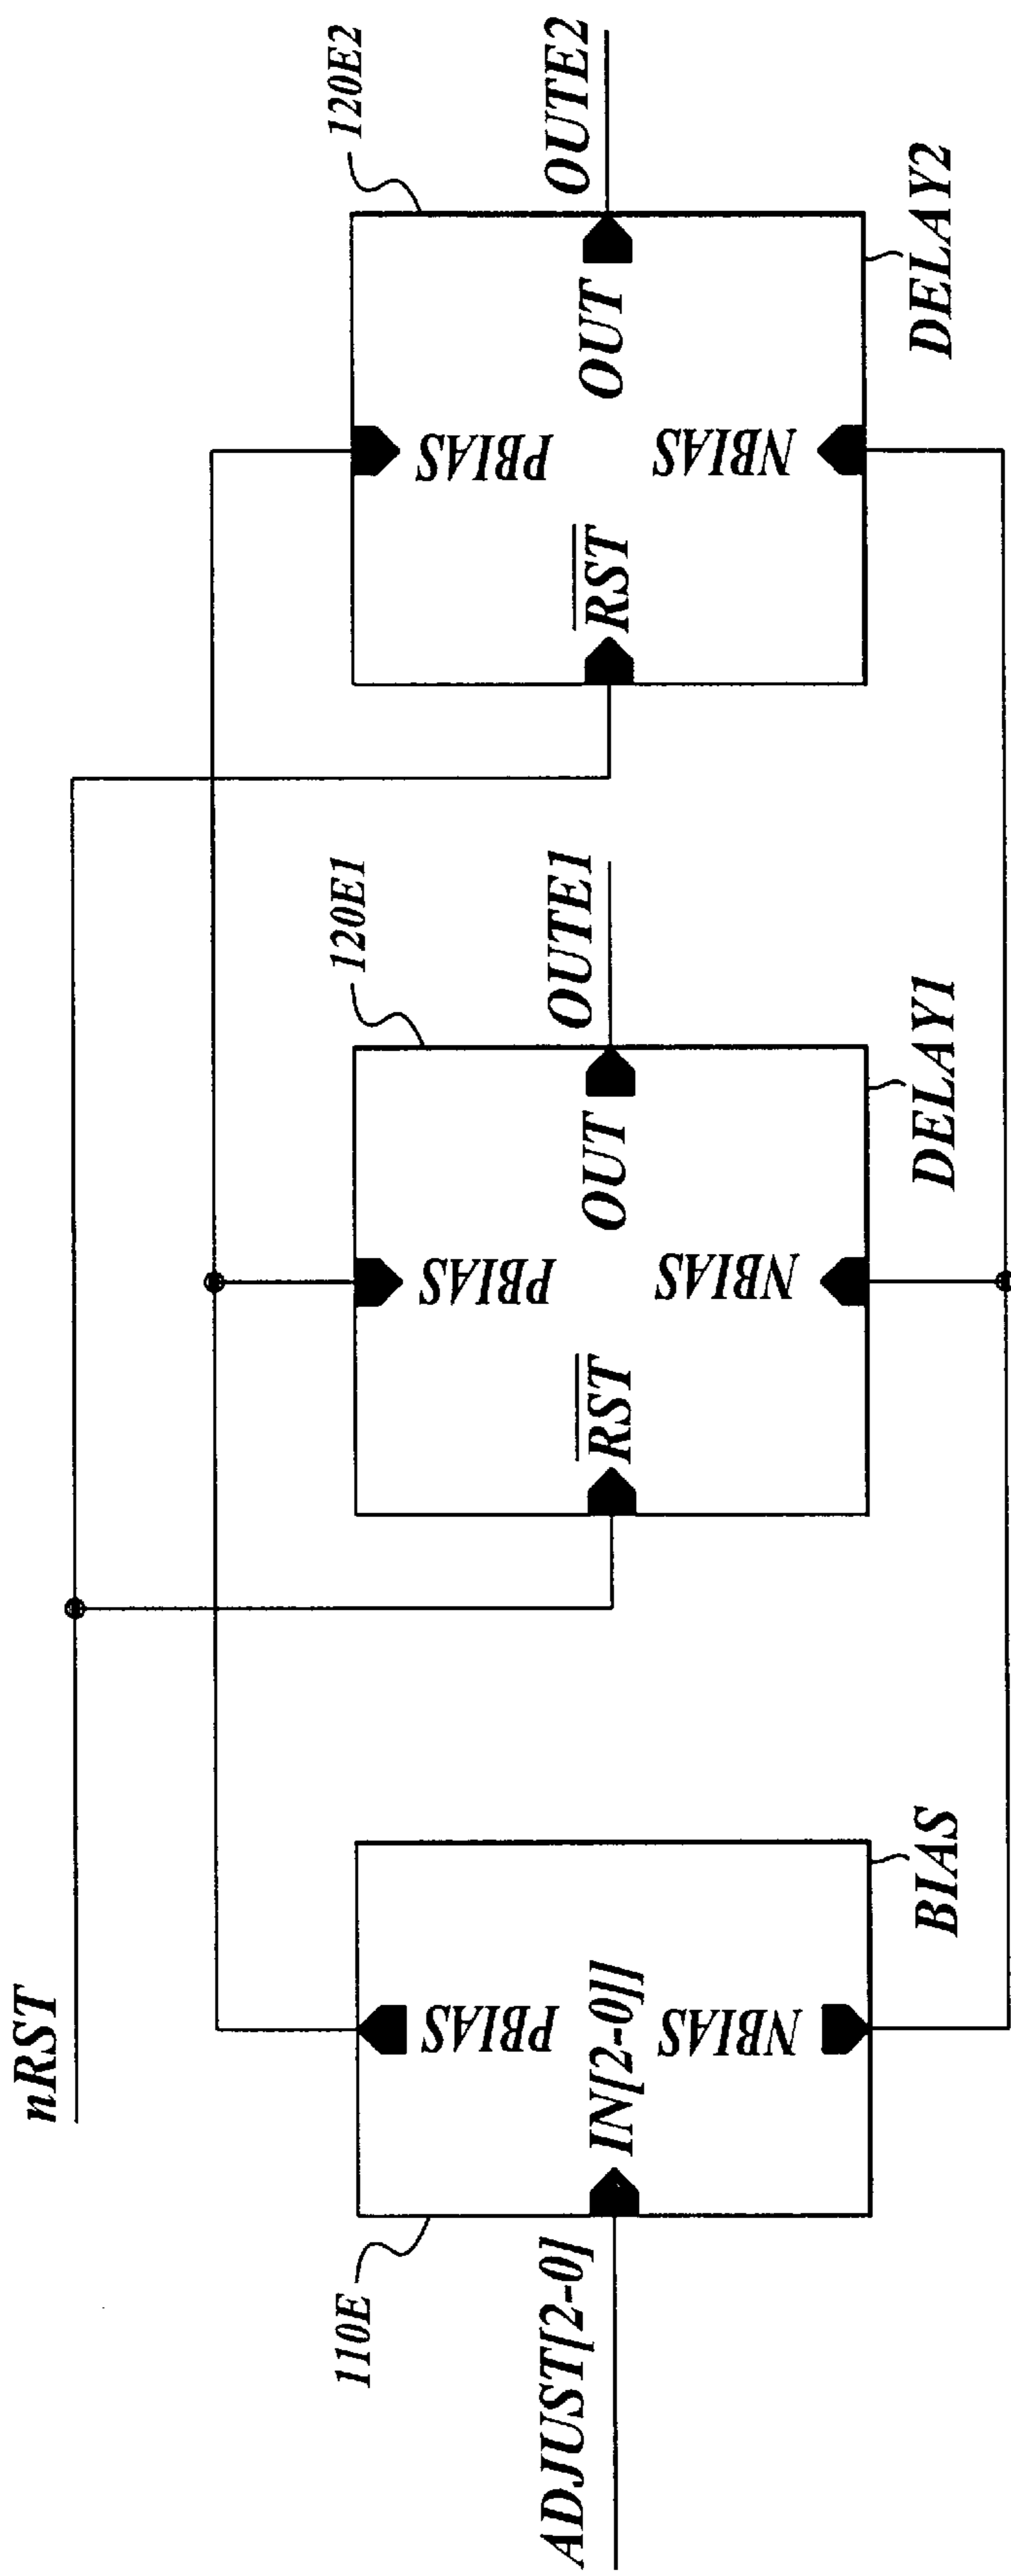 nRST
110E
ADJUST[2-0]
IN[2-0]]
PBIAS
NBIAS
BIAS
120E1
PBIAS
RST
NBIAS
OUT
OUTE1
DELAY1
120E2
PBIAS
RST
NBIAS
OUT
OUTE2
DELAY2